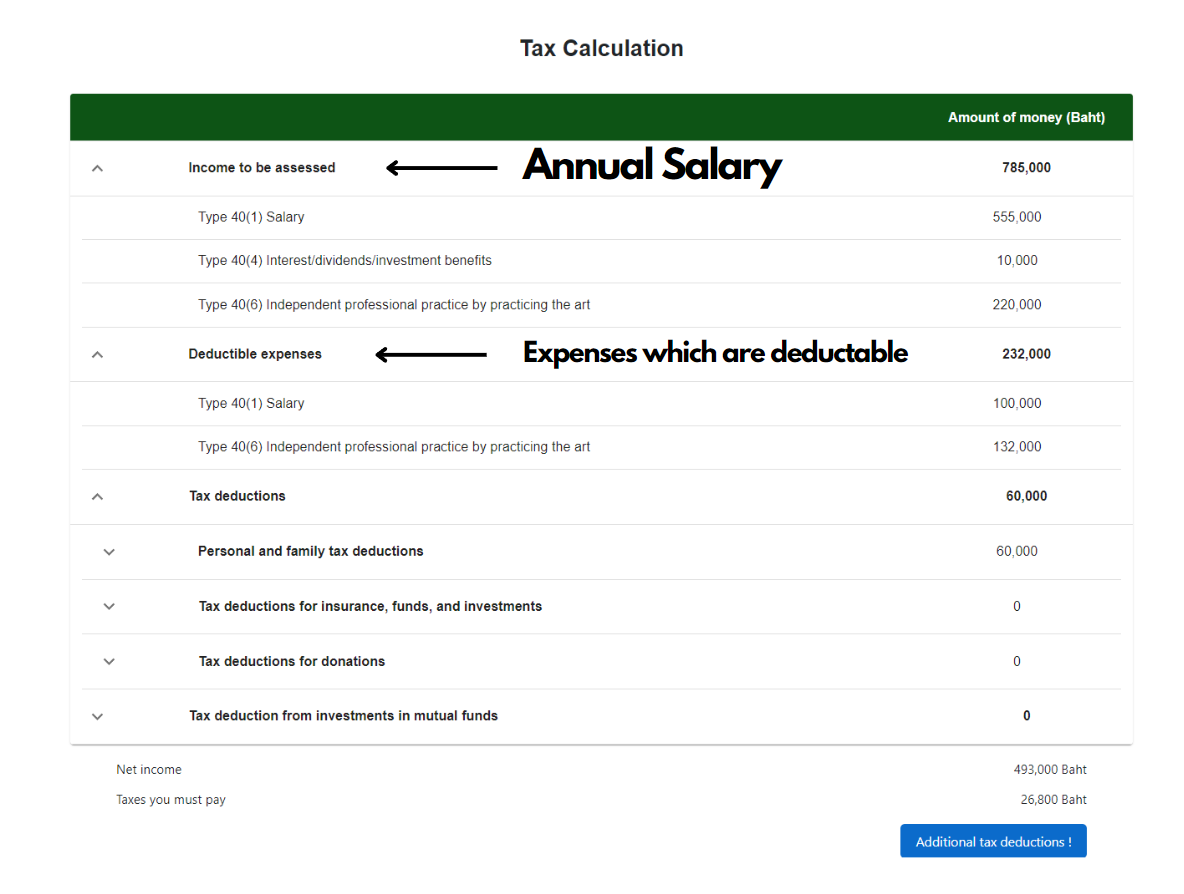 Tax Calculation
Amount of money (Baht)
Income to be assessed Annual Salary 785,000
Type 40(1) Salary 555,000
Type 40(4) Interest/dividends/investment benefits 10,000
Type 40(6) Independent professional practice by practicing the art 220,000
Deductible expenses Expenses which are deductable 232,000
Type 40(1) Salary 100,000
Type 40(6) Independent professional practice by practicing the art 132,000
Tax deductions 60,000
Personal and family tax deductions 60,000
Tax deductions for insurance, funds, and investments 0
Tax deductions for donations 0
Tax deduction from investments in mutual funds 0
Net income 493,000 Baht
Taxes you must pay 26,800 Baht
Additional tax deductions !